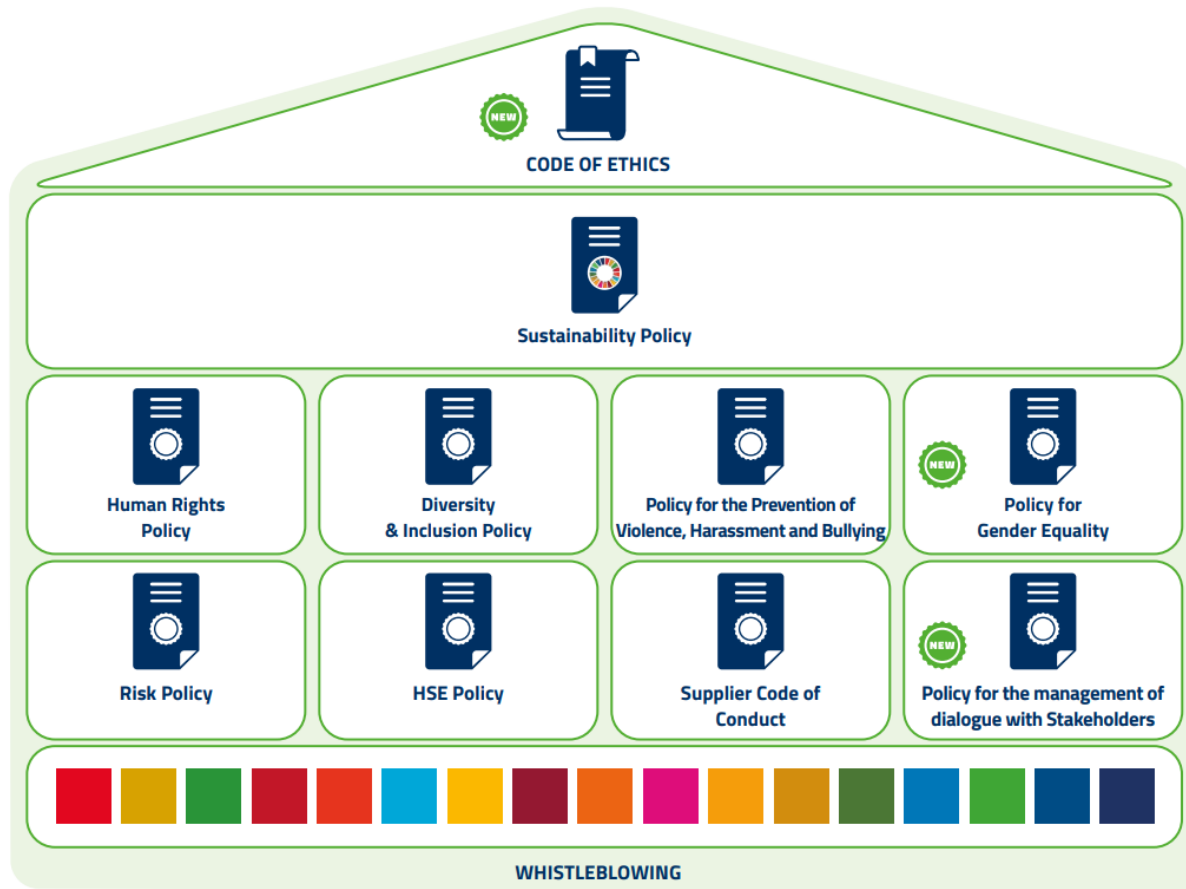 NEW
CODE OF ETHICS
Sustainability Policy
Human Rights
Policy
Diversity
& Inclusion Policy
Policy for the Prevention of
Violence, Harassment and Bullying
NEW
Policy for
Gender Equality
Risk Policy
HSE Policy
Supplier Code of
Conduct
NEW
Policy for the management of
dialogue with Stakeholders
WHISTLEBLOWING